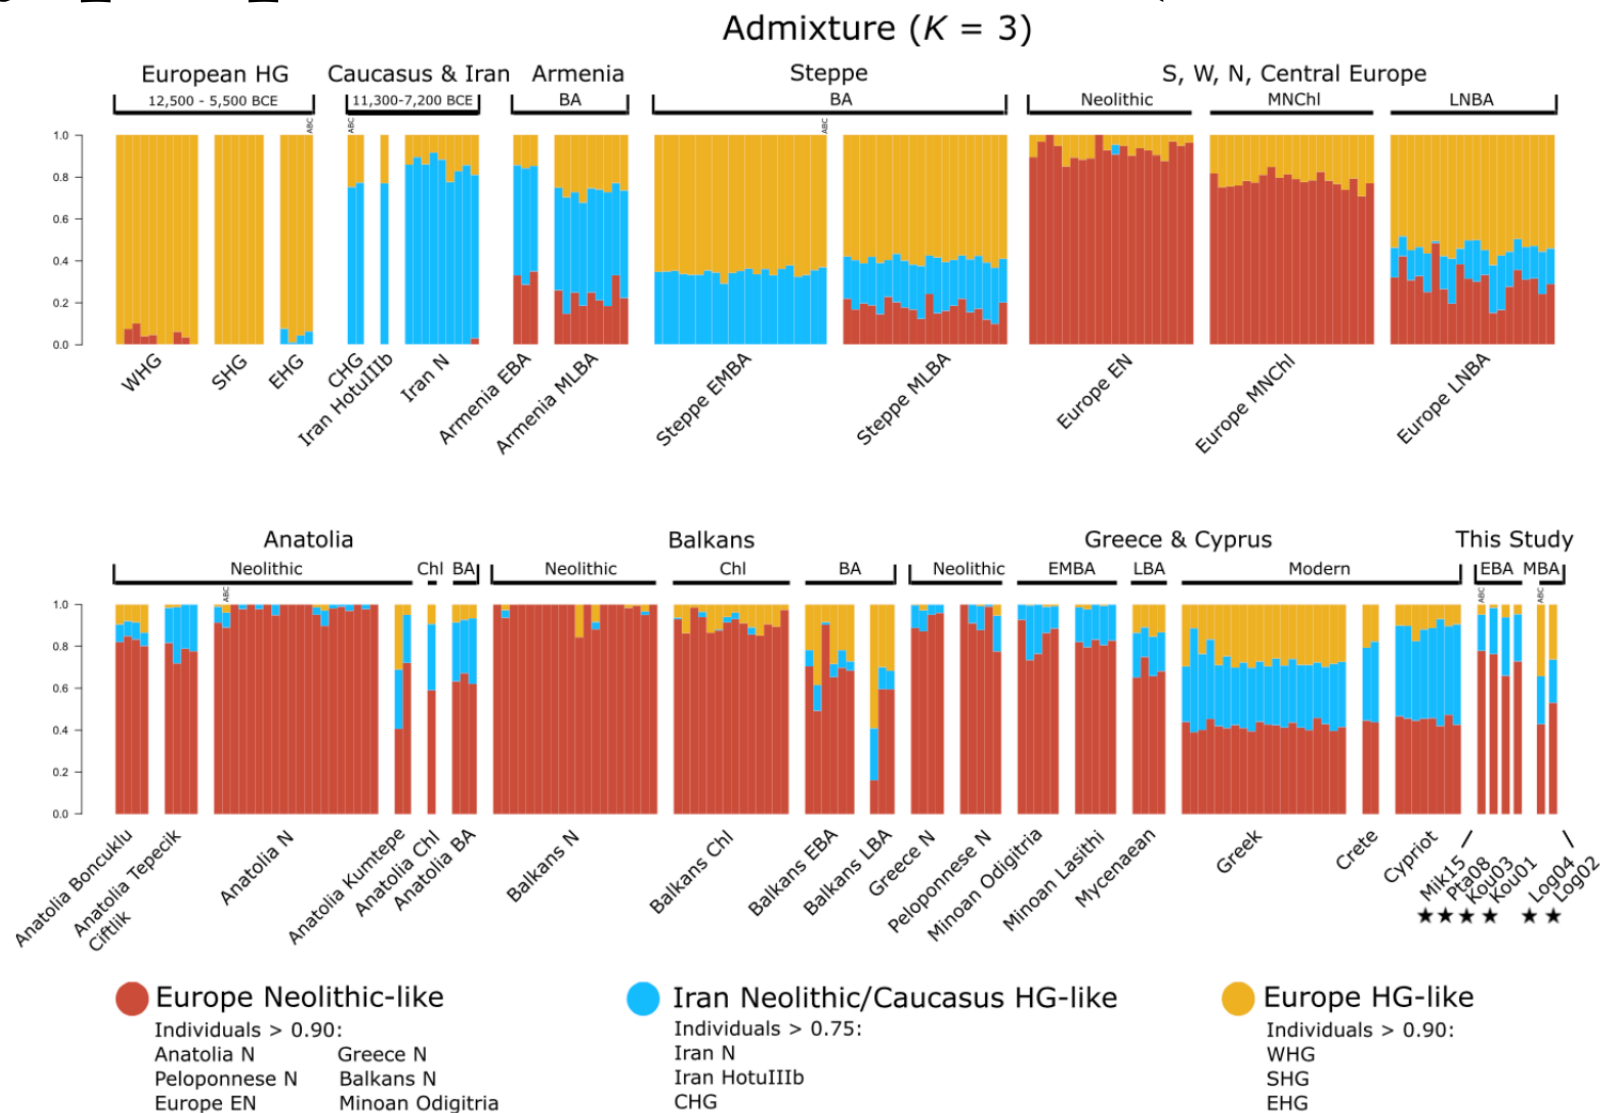 Admixture (K = 3)
European HG Caucasus & Iran Armenia Steppe S, W, N, Central Europe
12,500 - 5,500 BCE 11,300-7,200 BCE BA BA Neolithic MNChl LNBA
ABC ABC ABC
1.0
0.8
0.6
0.4
0.2
0.0
WHG SHG EHG CHG Iran HotuIIIb Iran N Armenia EBA Armenia MLBA Steppe EMBA Steppe MLBA Europe EN Europe MNChl Europe LNBA
Anatolia Balkans Greece & Cyprus This Study
Neolithic Chl BA Neolithic Chl BA Neolithic EMBA LBA Modern EBA MBA
ABC ABC ABC
1.0
0.8
0.6
0.4
0.2
0.0
Anatolia Boncuklu
Anatolia Tepecik
Ciftlik
Anatolia N
Anatolia Kumtepe
Anatolia Chl
Anatolia BA
Balkans N
Balkans Chl
Balkans EBA
Balkans LBA
Greece N
Peloponnese N
Minoan Odigitria
Minoan Lasithi
Mycenaean
Greek
Crete
Cypriot
Mik15
Pta08
Kou03
Kou01
Log04
Log02
★ ★ ★ ★ ★ ★
Europe Neolithic-like Iran Neolithic/Caucasus HG-like Europe HG-like
Individuals > 0.90: Individuals > 0.75: Individuals > 0.90:
Anatolia N Greece N Iran N WHG
Peloponnese N Balkans N Iran HotuIIIb SHG
Europe EN Minoan Odigitria CHG EHG